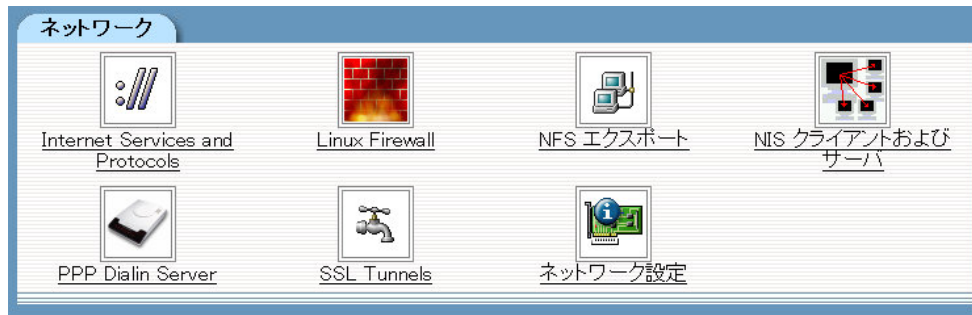 ネットワーク
Internet Services and
Protocols
Linux Firewall
NFS エクスポート
NIS クライアントおよび
サーバ
PPP Dialin Server
SSL Tunnels
ネットワーク設定